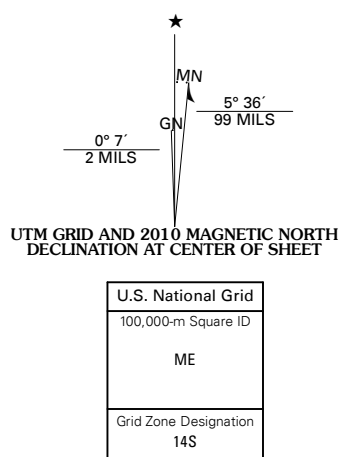 ★
MN
5° 36´
99 MILS
GN
0° 7´
2 MILS
UTM GRID AND 2010 MAGNETIC NORTH
DECLINATION AT CENTER OF SHEET
U.S. National Grid
100,000-m Square ID
ME
Grid Zone Designation
14S